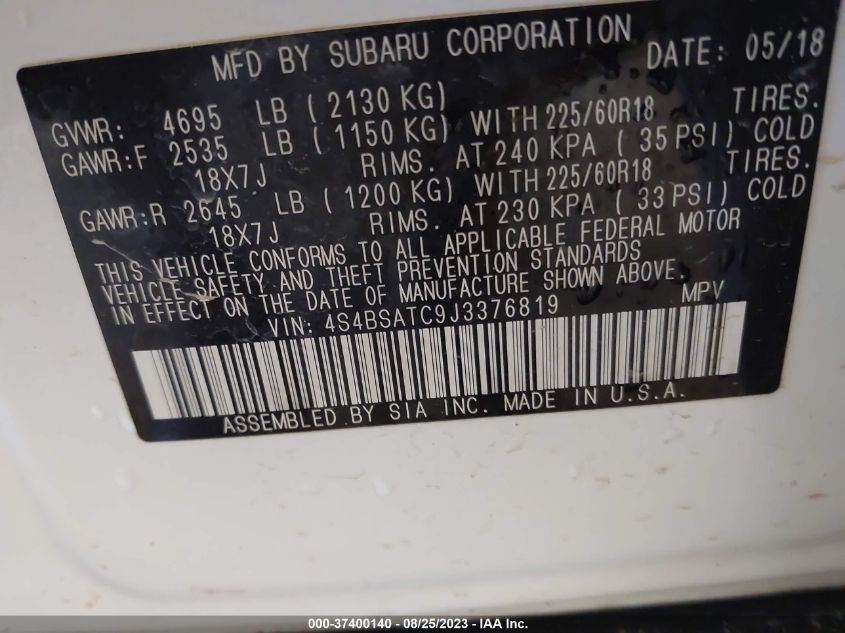 MFD BY SUBARU CORPORATION DATE: 05/18
GVWR: 4695 LB ( 2130 KG)
GAWR:F 2535 LB ( 1150 KG) WITH 225/60R18 TIRES.
18X7J RIMS. AT 240 KPA ( 35 PSI) COLD
GAWR:R 2645 LB ( 1200 KG) WITH 225/60R18 TIRES.
18X7J RIMS. AT 230 KPA ( 33 PSI) COLD
THIS VEHICLE CONFORMS TO ALL APPLICABLE FEDERAL MOTOR
VEHICLE SAFETY AND THEFT PREVENTION STANDARDS
IN EFFECT ON THE DATE OF MANUFACTURE SHOWN ABOVE.
VIN: 4S4BSATC9J3376819 MPV
ASSEMBLED BY SIA INC. MADE IN U.S.A.
000-37400140 - 08/25/2023 - IAA Inc.